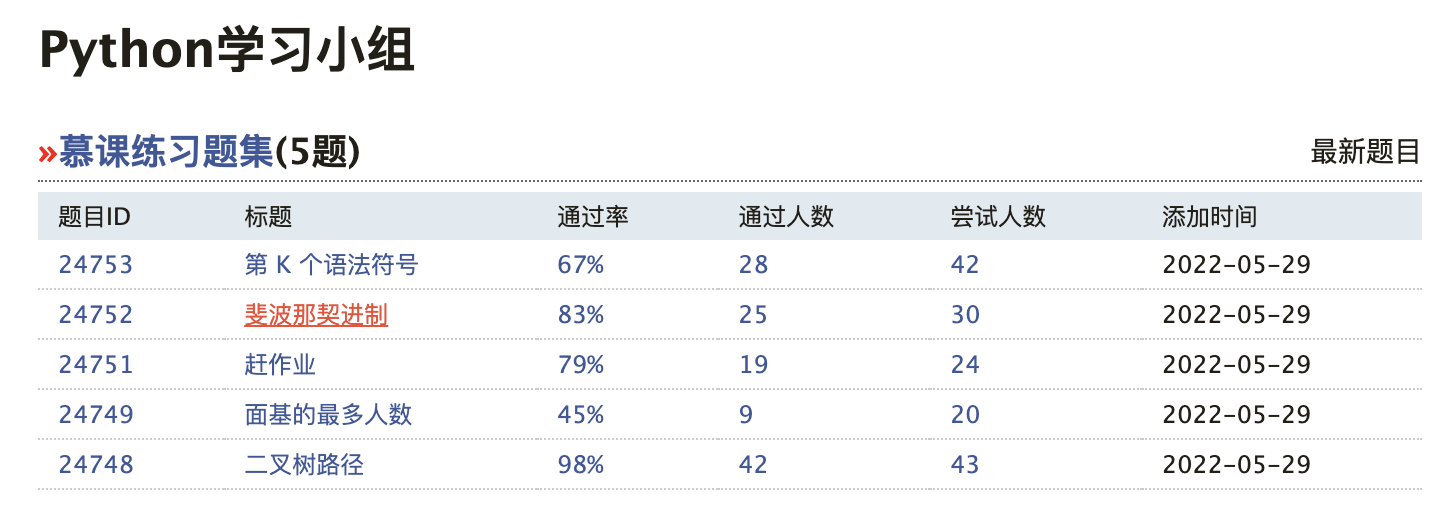 Python学习小组
»慕课练习题集(5题) 最新题目
题目ID 标题 通过率 通过人数 尝试人数 添加时间
24753 第 K 个语法符号 67% 28 42 2022-05-29
24752 斐波那契进制 83% 25 30 2022-05-29
24751 赶作业 79% 19 24 2022-05-29
24749 面基的最多人数 45% 9 20 2022-05-29
24748 二叉树路径 98% 42 43 2022-05-29